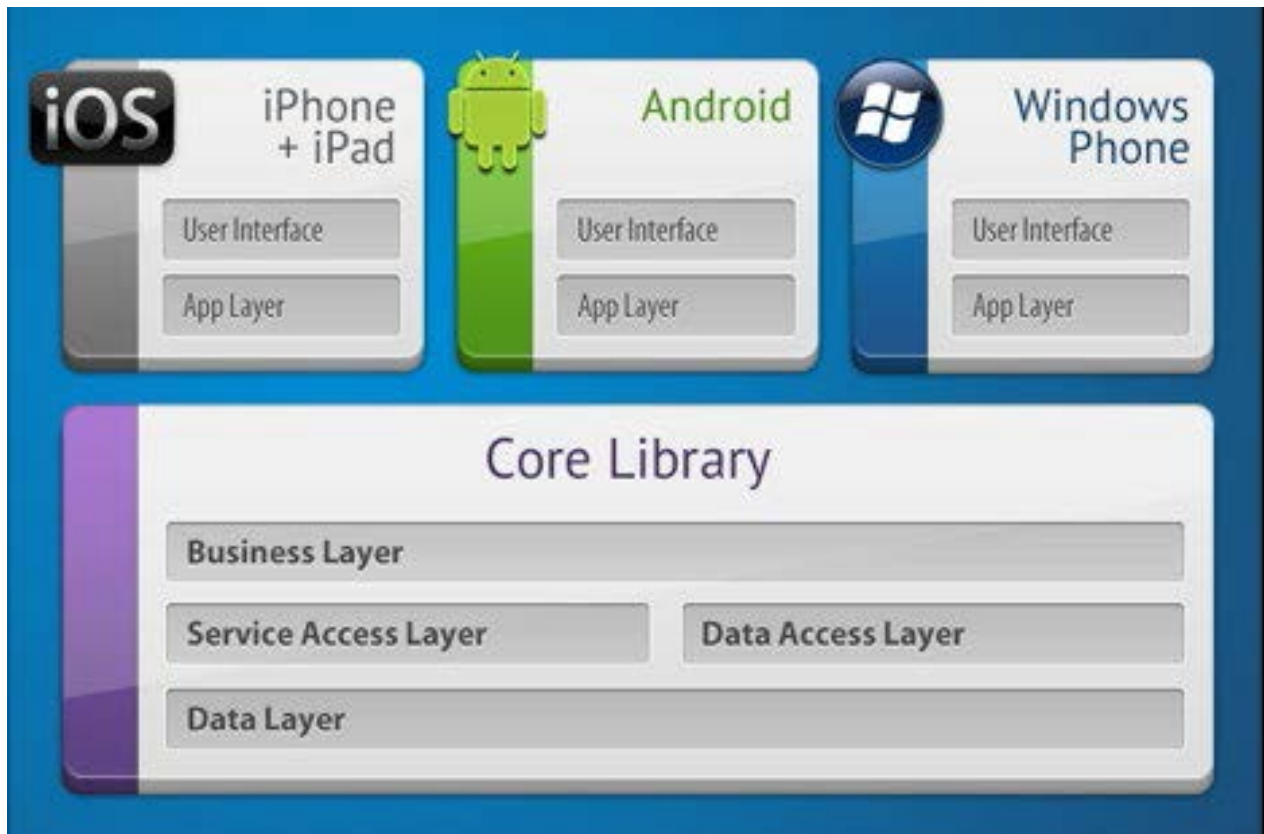 iOS
iPhone
+ iPad
User Interface
App Layer
Android
User Interface
App Layer
Windows
Phone
User Interface
App Layer
Core Library
Business Layer
Service Access Layer
Data Access Layer
Data Layer